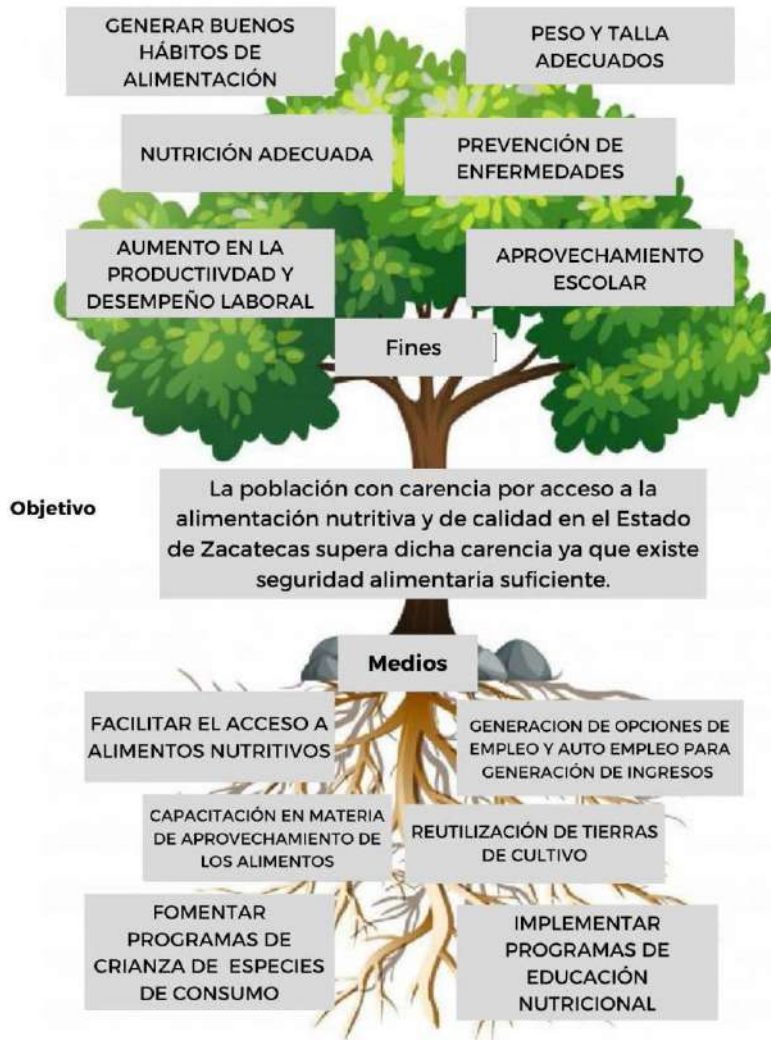 GENERAR BUENOS
HÁBITOS DE
ALIMENTACIÓN
PESO Y TALLA
ADECUADOS
NUTRICIÓN ADECUADA
PREVENCIÓN DE
ENFERMEDADES
AUMENTO EN LA
PRODUCTIIVDAD Y
DESEMPEÑO LABORAL
APROVECHAMIENTO
ESCOLAR
Fines
Objetivo
La población con carencia por acceso a la
alimentación nutritiva y de calidad en el Estado
de Zacatecas supera dicha carencia ya que existe
seguridad alimentaria suficiente.
Medios
FACILITAR EL ACCESO A
ALIMENTOS NUTRITIVOS
GENERACION DE OPCIONES DE
EMPLEO Y AUTO EMPLEO PARA
GENERACIÓN DE INGRESOS
CAPACITACIÓN EN MATERIA
DE APROVECHAMIENTO DE
LOS ALIMENTOS
REUTILIZACIÓN DE TIERRAS
DE CULTIVO
FOMENTAR
PROGRAMAS DE
CRIANZA DE ESPECIES
DE CONSUMO
IMPLEMENTAR
PROGRAMAS DE
EDUCACIÓN
NUTRICIONAL